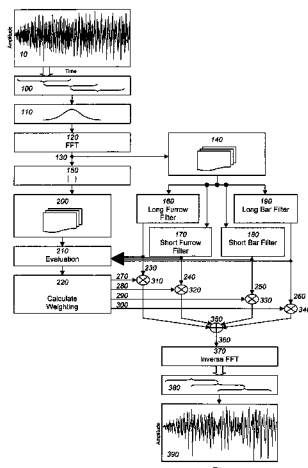 Amplitude
10
Time
100
110
120
FFT
130
140
150
160
Long Furrow
Filter
190
Long Bar Filter
170
Short Furrow
Filter
180
Short Bar Filter
200
210
Evaluation
220
Calculate
Weighting
230
240
250
260
270
310
280
320
290
330
300
340
350
360
370
Inverse FFT
380
Amplitude
390